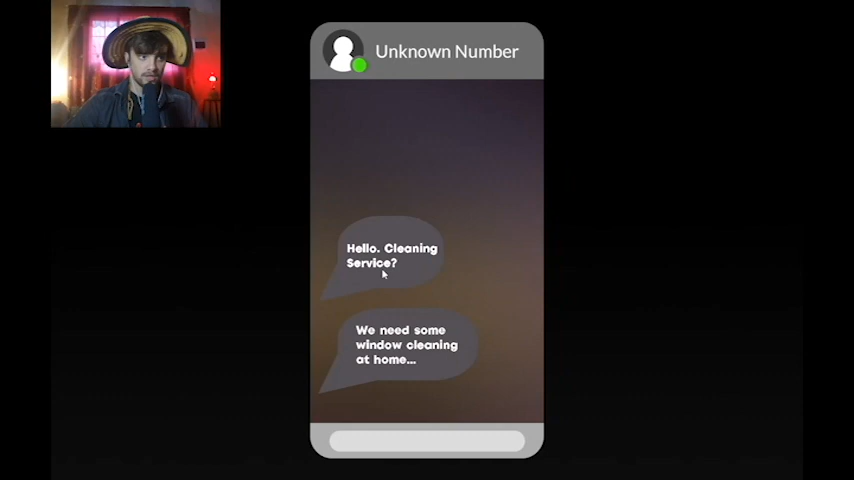 Unknown Number
Hello. Cleaning
Service?
We need some
window cleaning
at home...